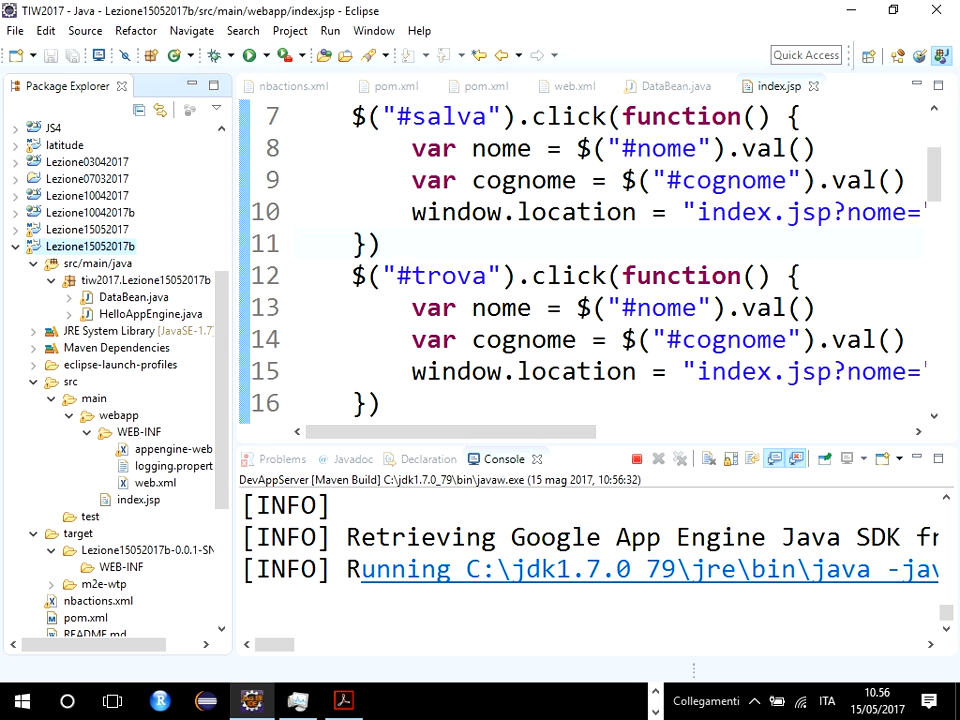 TIW2017 - Java - Lezione15052017b/src/main/webapp/index.jsp - Eclipse
File Edit Source Refactor Navigate Search Project Run Window Help
Quick Access
Package Explorer
nbactions.xml pom.xml pom.xml web.xml DataBean.java index.jsp
JS4
latitude
Lezione03042017
Lezione07032017
Lezione10042017
Lezione10042017b
Lezione15052017
Lezione15052017b
src/main/java
tiw2017.Lezione15052017b
DataBean.java
HelloAppEngine.java
JRE System Library [JavaSE-1.7]
Maven Dependencies
eclipse-launch-profiles
src
main
webapp
WEB-INF
appengine-web
logging.propert
web.xml
index.jsp
test
target
Lezione15052017b-0.0.1-SN
WEB-INF
m2e-wtp
nbactions.xml
pom.xml
README.md
7 $("#salva").click(function() {
8 var nome = $("#nome").val()
9 var cognome = $("#cognome").val()
10 window.location = "index.jsp?nome='
11 })
12 $("#trova").click(function() {
13 var nome = $("#nome").val()
14 var cognome = $("#cognome").val()
15 window.location = "index.jsp?nome='
16 })
Problems @ Javadoc Declaration Console
DevAppServer [Maven Build] C:\jdk1.7.0_79\bin\javaw.exe (15 mag 2017, 10:56:32)
[INFO]
[INFO] Retrieving Google App Engine Java SDK fr
[INFO] Running C:\jdk1.7.0_79\jre\bin\java -jav
Collegamenti ITA 10.56
15/05/2017